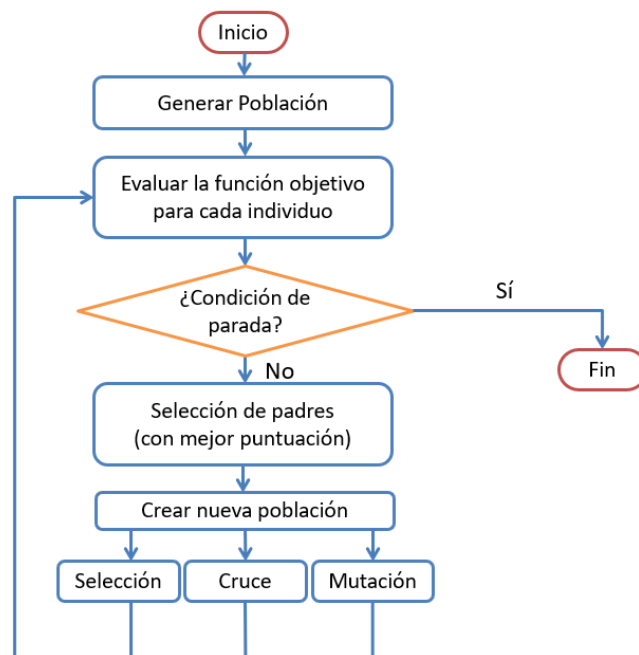 Inicio
Generar Población
Evaluar la función objetivo
para cada individuo
¿Condición de
parada?
Sí
Fin
No
Selección de padres
(con mejor puntuación)
Crear nueva población
Selección
Cruce
Mutación